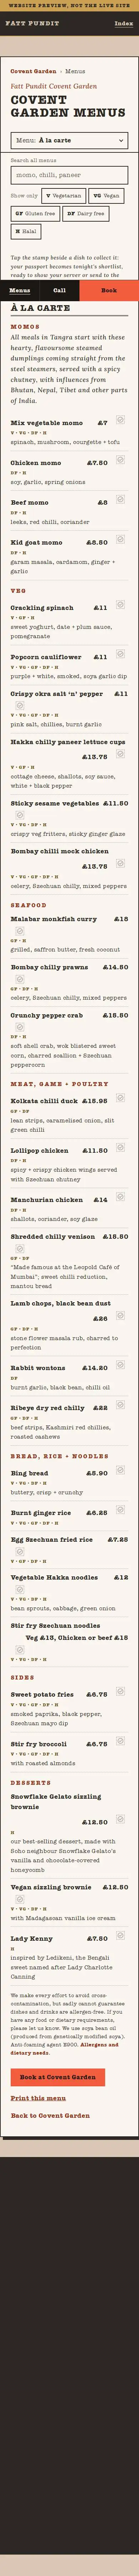 WEBSITE PREVIEW, NOT THE LIVE SITE
FATT PUNDIT
Index
Covent Garden › Menus
Fatt Pundit Covent Garden
COVENT
GARDEN MENUS
Menu: À la carte
Search all menus
momo, chilli, paneer
Show only
V Vegetarian
VG Vegan
GF Gluten free
DF Dairy free
H Halal
Tap the steamy basket beside a dish to collect it:
your passport becomes tonight's shortlist,
ready to show your server or send to the
Menus
Call
Book
À LA CARTE
MOMOS
All meals in Tangra start with these
hearty, flavoursome steamed
dumplings from the streets of
Tangra, steamed, served with a spicy
chutney, with influences from
Bhutan, Nepal, Tibet and other parts
of India.
Mix vegetable momo £7
V · VG · DF · H
spinach, mushroom, courgette + tofu
Chicken momo £7.50
DF · H
soy, garlic, spring onions
Beef momo £8
DF · H
leeks, red chilli, coriander
Kid goat momo £8.50
DF · H
garam masala, cardamom, ginger +
garlic
VEG
Crackling spinach £11
V · GF · H
sweet yoghurt, date + plum sauce,
pomegranate
Popcorn cauliflower £11
V · VG · GF · DF · H
purple + white, smoked, soya garlic dip
Crispy okra salt 'n' pepper £11
V · VG · GF · DF · H
pink salt, chillies, burnt garlic
Hakka chilly paneer lettuce cups
£13.75
V · GF · H
cottage cheese, shallots, soy sauce,
white + black pepper
Sticky sesame vegetables £11.50
V · VG · DF · H
crispy veg fritters, sticky ginger glaze
Bombay chilli mock chicken
£13.75
V · VG · GF · DF · H
celery, Szechuan chilly, mixed peppers
SEAFOOD
Malabar monkfish curry £18
GF · H
grilled, saffron butter, fresh coconut
Bombay chilly prawns £14.50
GF · DF · H
celery, Szechuan chilly, mixed peppers
Crunchy pepper crab £15.50
DF · H
soft shell crab, wok blistered sweet
corn, charred scallion + Szechuan
peppercorn
MEAT, GAME + POULTRY
Kolkata chilli duck £15.95
GF · DF
lean strips, caramelised onion, slit
green chilli
Lollipop chicken £11.50
DF · H
spicy + crispy chicken wings served
with Szechuan chutney
Manchurian chicken £14
DF · H
shallots, coriander, soy glaze
Shredded chilly venison £15.50
GF · DF
"Made famous at the Leopold Café of
Mumbai"; sweet chilli reduction,
mantou bread
Lamb chops, black bean dust
£26
GF · DF · H
stone flower masala rub, charred to
perfection
Rabbit wontons £14.20
DF
burnt garlic, black bean, chilli oil
Ribeye dry red chilly £22
GF · DF · H
beef strips, Kashmiri red chillies,
roasted cashews
BREAD, RICE + NOODLES
Bing bread £5.90
V · DF · H
buttery, crisp + crunchy
Burnt ginger rice £6.25
V · VG · GF · DF · H
Egg Szechuan fried rice £7.25
V · GF · DF · H
Vegetable Hakka noodles £12
V · VG · DF · H
bean sprouts, cabbage, green onion
Stir fry Szechuan noodles
Veg £13, Chicken or beef £15
V · VG · DF · H
SIDES
Sweet potato fries £6.75
V · VG · GF · DF · H
smoked paprika, black pepper,
Szechuan mayo dip
Stir fry broccoli £6.75
V · VG · GF · DF · H
with roasted almonds
DESSERTS
Snowflake Gelato sizzling
brownie
£12.50
H
our best-selling dessert, made with
Soho neighbour Snowflake Gelato's
vanilla and chocolate-covered
honeycomb
Vegan sizzling brownie £12.50
V · VG · DF · H
with Madagascan vanilla ice cream
Lady Kenny £7.50
H
inspired by Ledikeni, the Bengali
sweet named after Lady Charlotte
Canning
We make every effort to avoid cross-
contamination, but sadly cannot guarantee
dishes and drinks are allergen-free. If you
have any food or dietary requirements,
please let us know. We use soya bean oil
(produced from genetically modified soya).
Anti-foaming agent E900. Allergens and
dietary needs.
Book at Covent Garden
Print this menu
Back to Covent Garden